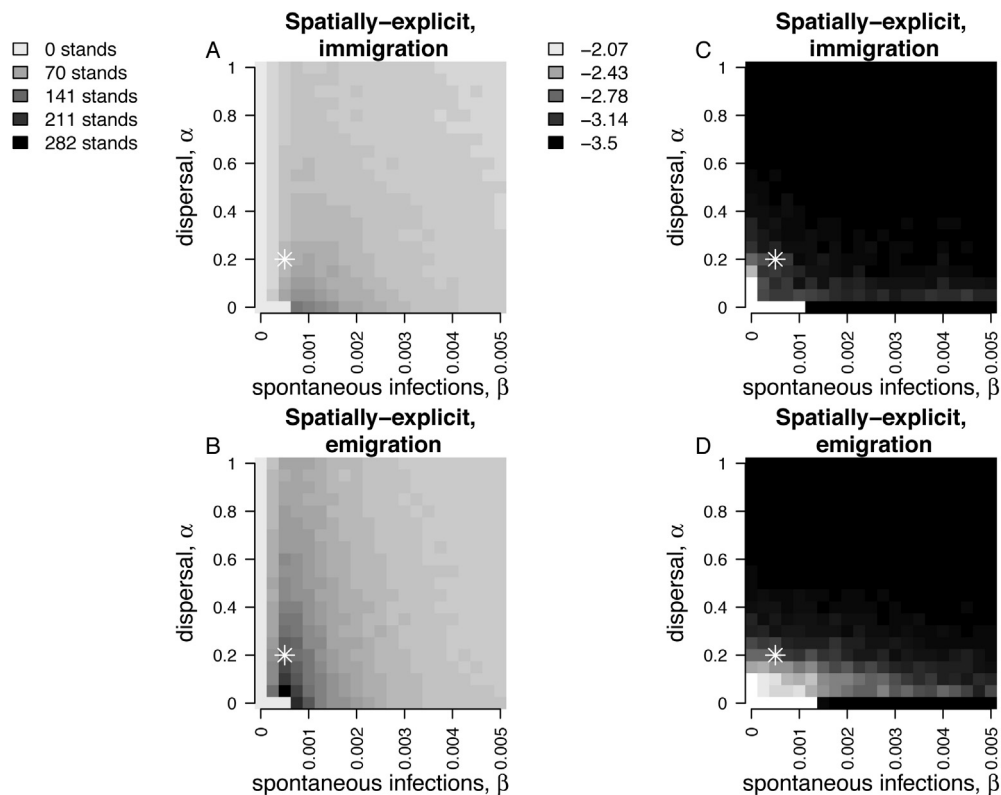 0 stands
70 stands
141 stands
211 stands
282 stands
A
Spatially−explicit,
immigration
dispersal, α
1
0.8
0.6
0.4
0.2
0
0
0.001
0.002
0.003
0.004
0.005
spontaneous infections, β
−2.07
−2.43
−2.78
−3.14
−3.5
C
Spatially−explicit,
immigration
dispersal, α
1
0.8
0.6
0.4
0.2
0
0
0.001
0.002
0.003
0.004
0.005
spontaneous infections, β
B
Spatially−explicit,
emigration
dispersal, α
1
0.8
0.6
0.4
0.2
0
0
0.001
0.002
0.003
0.004
0.005
spontaneous infections, β
D
Spatially−explicit,
emigration
dispersal, α
1
0.8
0.6
0.4
0.2
0
0
0.001
0.002
0.003
0.004
0.005
spontaneous infections, β